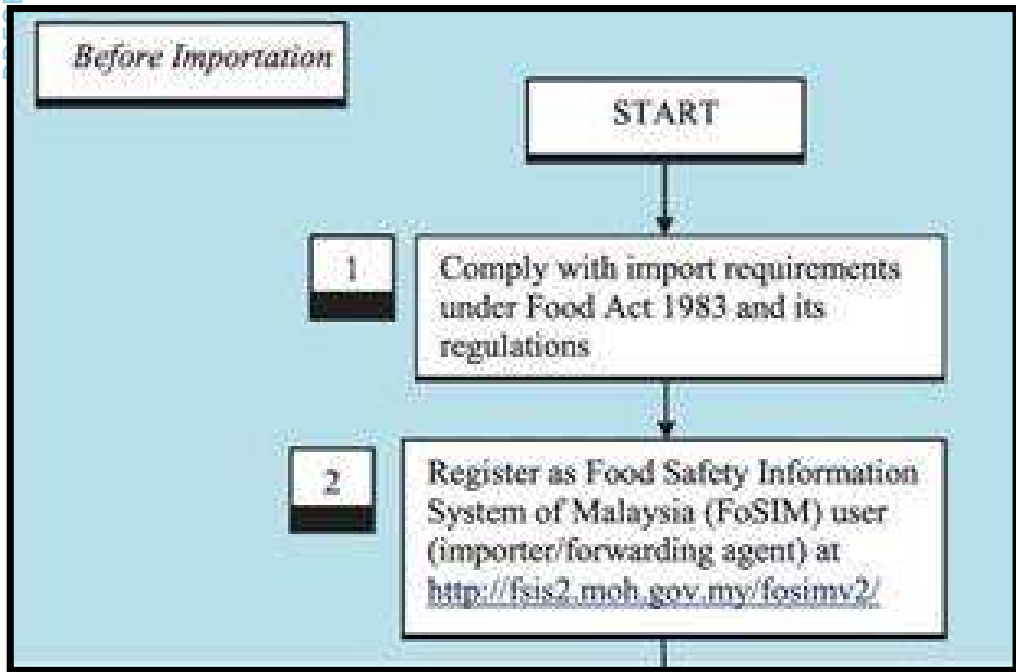 Before Importation
START
1
Comply with import requirements
under Food Act 1983 and its
regulations
2
Register as Food Safety Information
System of Malaysia (FoSIM) user
(importer/forwarding agent) at
http://fsis2.moh.gov.my/fosimv2/